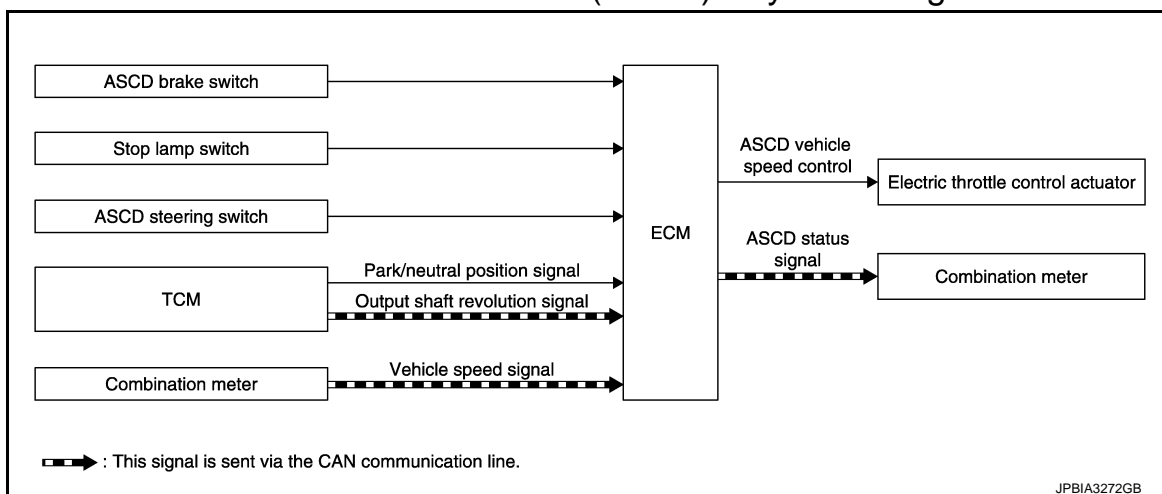 ASCD brake switch
Stop lamp switch
ASCD steering switch
TCM
Park/neutral position signal
Output shaft revolution signal
Combination meter
Vehicle speed signal
ECM
ASCD vehicle
speed control
Electric throttle control actuator
ASCD status
signal
Combination meter
: This signal is sent via the CAN communication line.
JPBIA3272GB